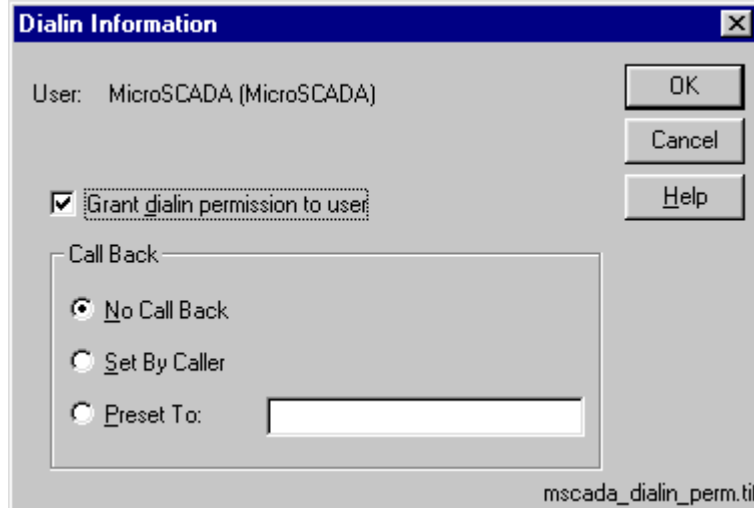 Dialin Information
User: MicroSCADA (MicroSCADA)
OK
Cancel
Help
Grant dialin permission to user
Call Back
No Call Back
Set By Caller
Preset To:
mscada_dialin_perm.tif